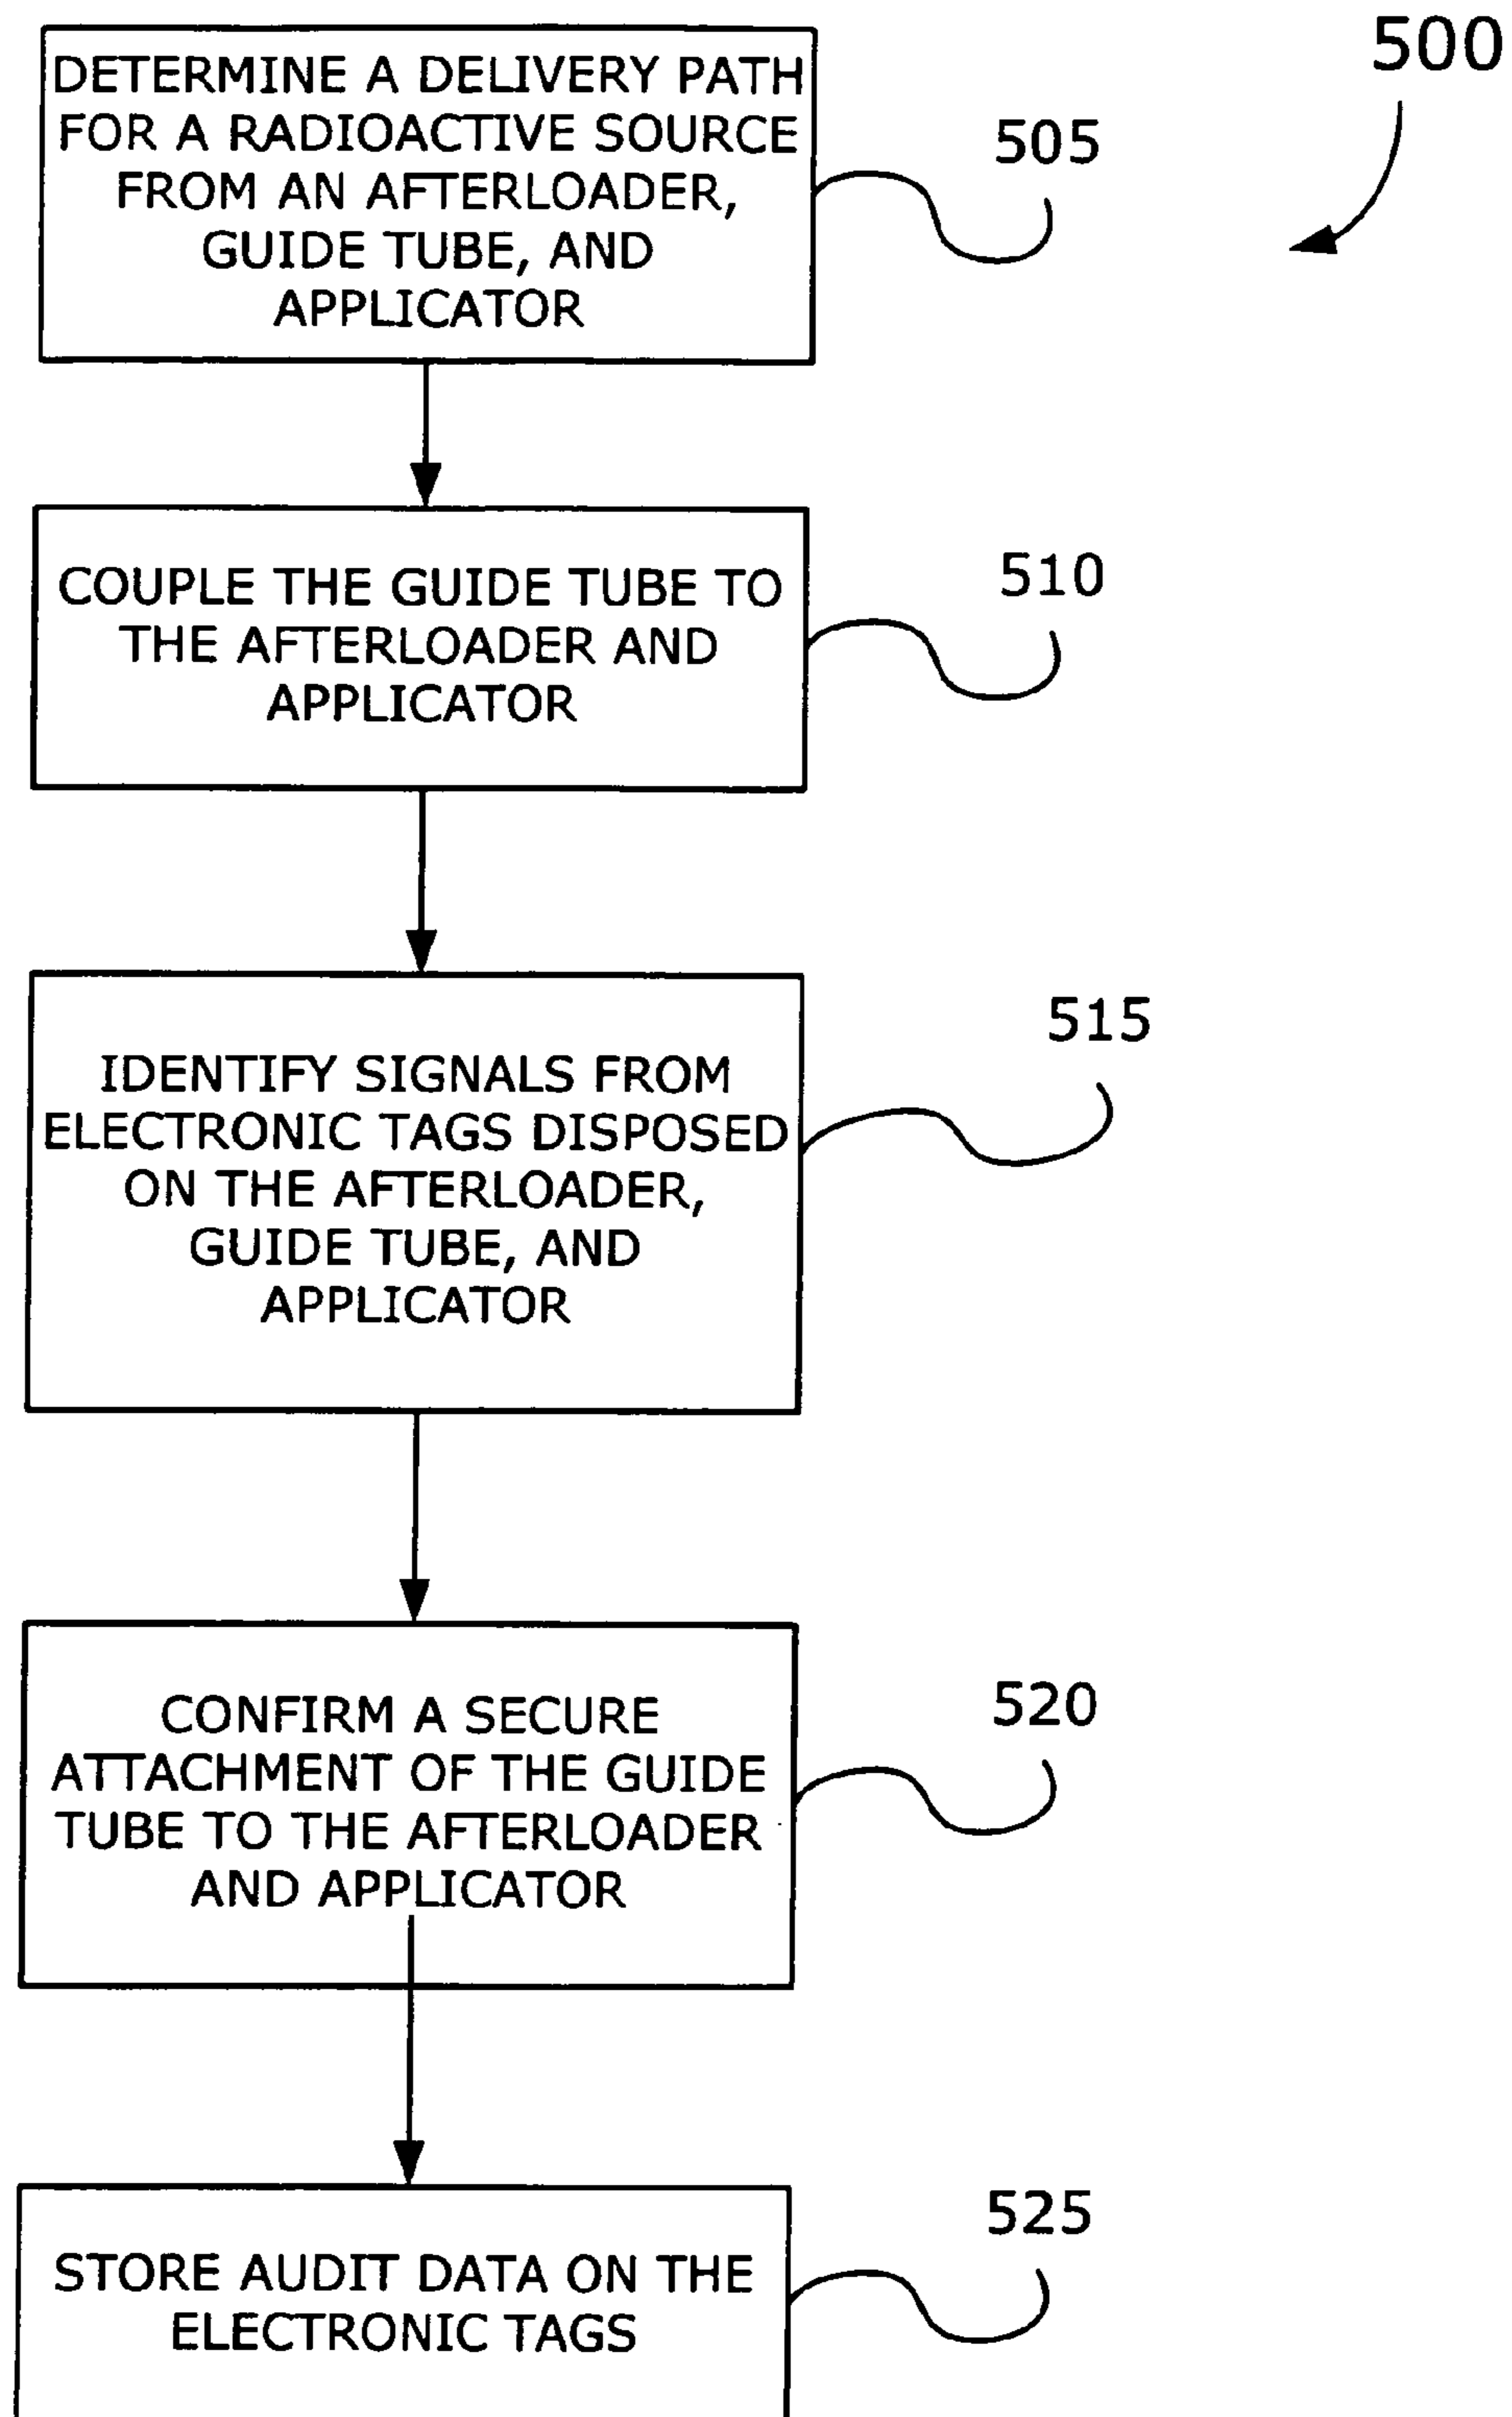 500
DETERMINE A DELIVERY PATH
FOR A RADIOACTIVE SOURCE
FROM AN AFTERLOADER,
GUIDE TUBE, AND
APPLICATOR
505
COUPLE THE GUIDE TUBE TO
THE AFTERLOADER AND
APPLICATOR
510
IDENTIFY SIGNALS FROM
ELECTRONIC TAGS DISPOSED
ON THE AFTERLOADER,
GUIDE TUBE, AND
APPLICATOR
515
CONFIRM A SECURE
ATTACHMENT OF THE GUIDE
TUBE TO THE AFTERLOADER
AND APPLICATOR
520
STORE AUDIT DATA ON THE
ELECTRONIC TAGS
525